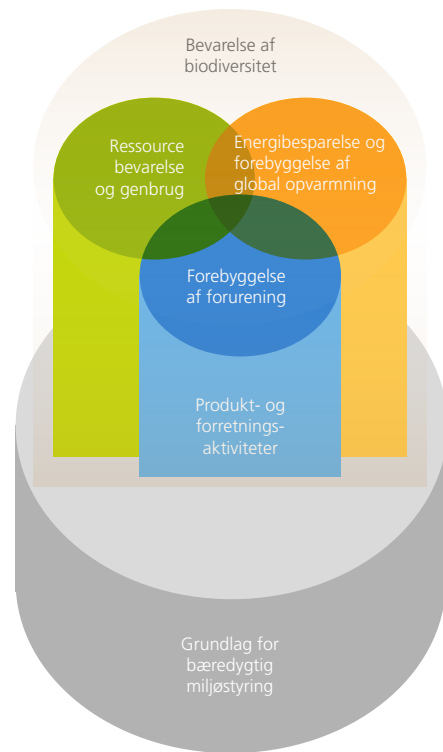 Bevarelse af
biodiversitet
Ressource
bevarelse
og genbrug
Energibesparelse og
forebyggelse af
global opvarmning
Forebyggelse
af forurening
Produkt- og
forretnings-
aktiviteter
Grundlag for
bæredygtig
miljøstyring